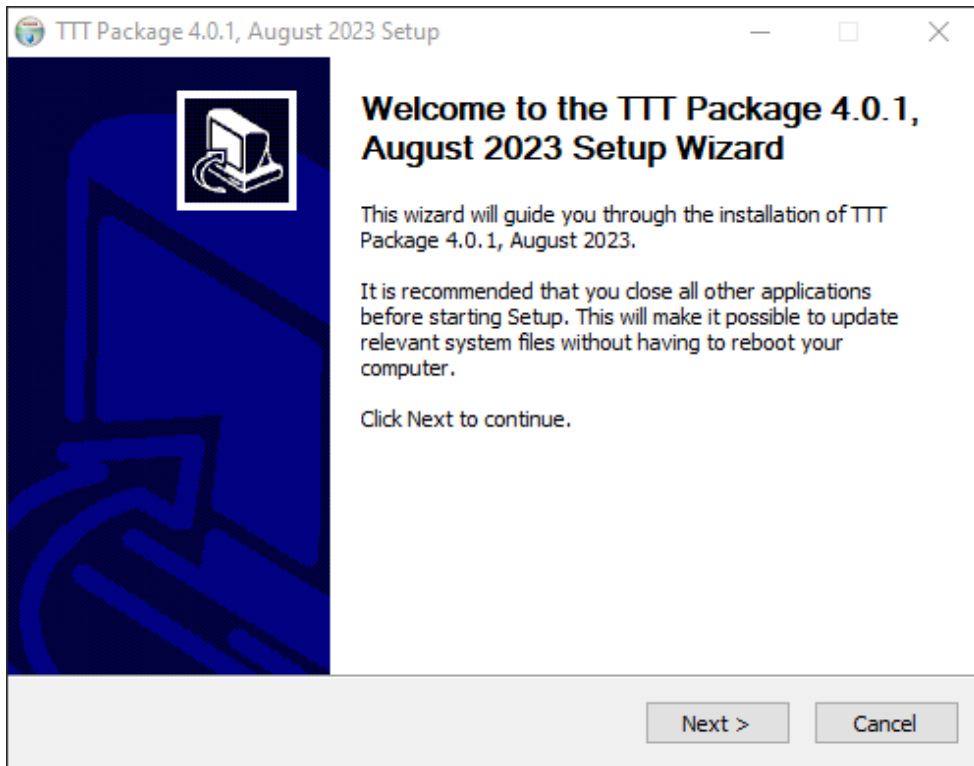 TTT Package 4.0.1, August 2023 Setup
Welcome to the TTT Package 4.0.1,
August 2023 Setup Wizard
This wizard will guide you through the installation of TTT
Package 4.0.1, August 2023.
It is recommended that you close all other applications
before starting Setup. This will make it possible to update
relevant system files without having to reboot your
computer.
Click Next to continue.
Next >
Cancel